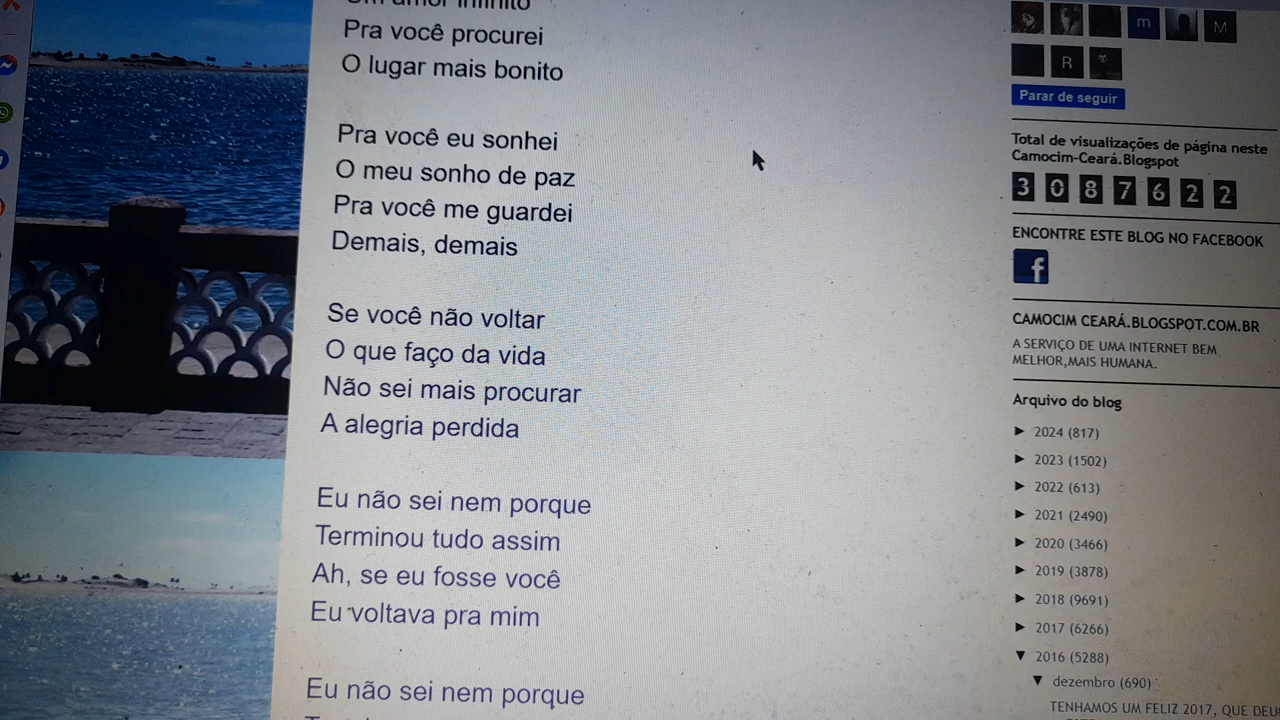 Um amor infinito
Pra você procurei
O lugar mais bonito
Pra você eu sonhei
O meu sonho de paz
Pra você me guardei
Demais, demais
Se você não voltar
O que faço da vida
Não sei mais procurar
A alegria perdida
Eu não sei nem porque
Terminou tudo assim
Ah, se eu fosse você
Eu voltava pra mim
Eu não sei nem porque
m
M
R
Parar de seguir
Total de visualizações de página neste
Camocim-Ceará.Blogspot
3087622
ENCONTRE ESTE BLOG NO FACEBOOK
f
CAMOCIM CEARÁ.BLOGSPOT.COM.BR
A SERVIÇO DE UMA INTERNET BEM
MELHOR,MAIS HUMANA.
Arquivo do blog
► 2024 (817)
► 2023 (1502)
► 2022 (613)
► 2021 (2490)
► 2020 (3466)
► 2019 (3878)
► 2018 (9691)
► 2017 (6266)
▼ 2016 (5288)
▼ dezembro (690)
TENHAMOS UM FELIZ 2017, QUE DEU